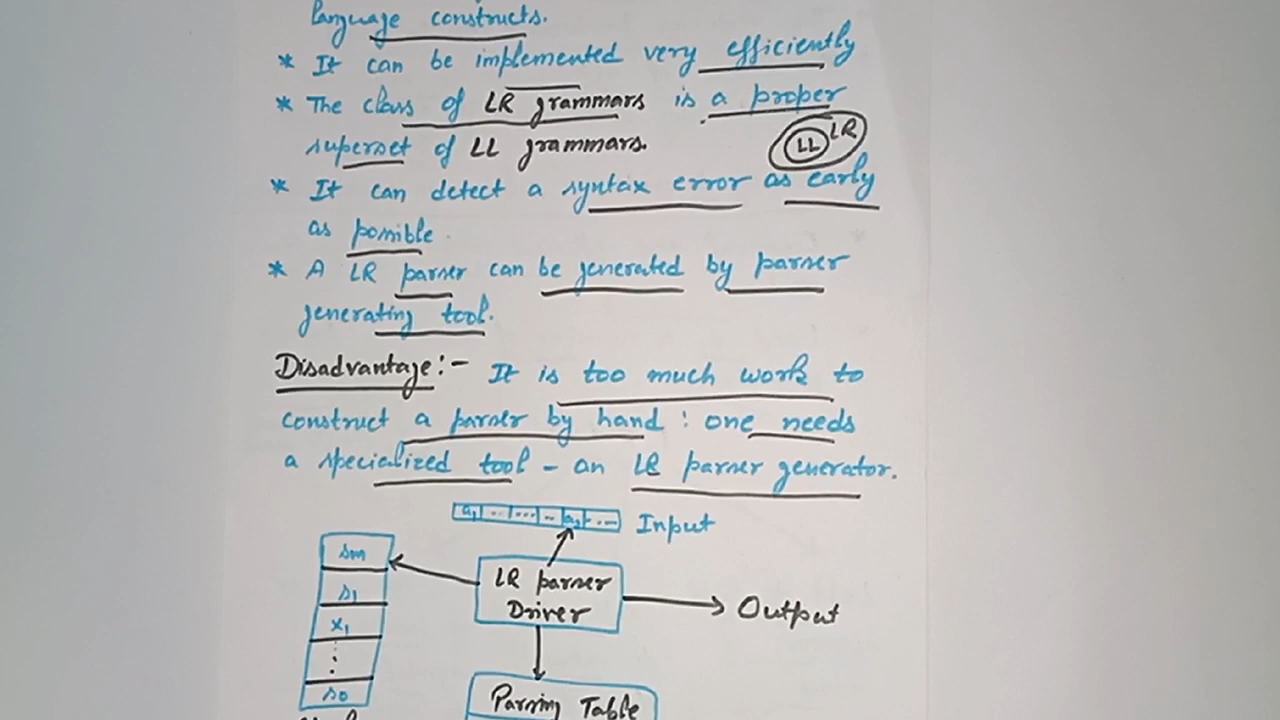 language constructs.
* It can be implemented very efficiently
* The class of LR grammars is a proper
superset of LL grammars.
LL LR
* It can detect a syntax error as early
as possible.
* A LR parser can be generated by parser
generating tool.
Disadvantage:- It is too much work to
construct a parser by hand : one needs
a specialized tool - an LR parser generator.
a1 .. ... .. ... Input
sm
LR parser
Driver
s1
x1
Output
s0
Parsing Table